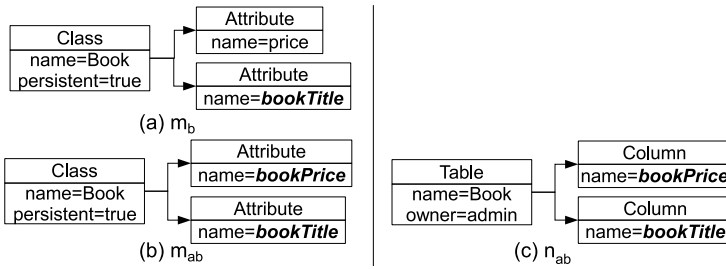 Class
name=Book
persistent=true
Attribute
name=price
Attribute
name=bookTitle
(a) mb
Class
name=Book
persistent=true
Attribute
name=bookPrice
Attribute
name=bookTitle
(b) mab
Table
name=Book
owner=admin
Column
name=bookPrice
Column
name=bookTitle
(c) nab